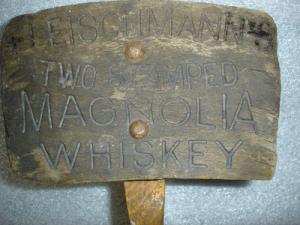 FLEISCHMANN'S
TWO STAMPED
MAGNOLIA
WHISKEY